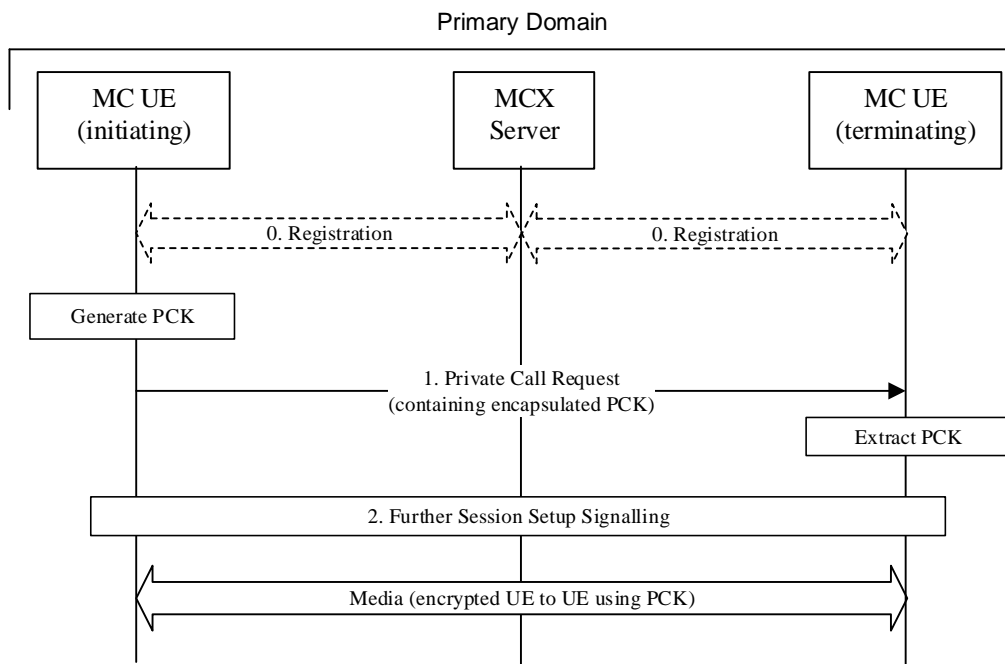 Primary Domain
MC UE
(initiating)
MCX
Server
MC UE
(terminating)
0. Registration
0. Registration
Generate PCK
1. Private Call Request
(containing encapsulated PCK)
Extract PCK
2. Further Session Setup Signalling
Media (encrypted UE to UE using PCK)